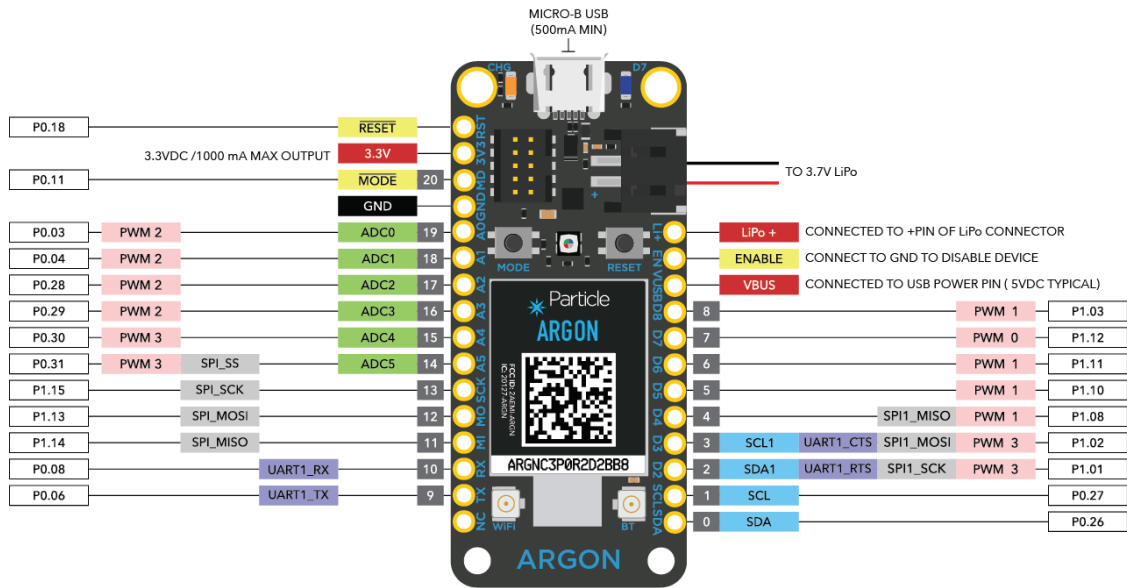 MICRO-B USB
(500mA MIN)
CHG
D7
P0.18 RESET RST
3.3VDC /1000 mA MAX OUTPUT 3.3V 3V3
P0.11 MODE 20 MD
GND GND
P0.03 PWM 2 ADC0 19 A0
P0.04 PWM 2 ADC1 18 A1
P0.28 PWM 2 ADC2 17 A2
P0.29 PWM 2 ADC3 16 A3
P0.30 PWM 3 ADC4 15 A4
P0.31 PWM 3 SPI_SS ADC5 14 A5
P1.15 SPI_SCK 13 SCK
P1.13 SPI_MOSI 12 MO
P1.14 SPI_MISO 11 MI
P0.08 UART1_RX 10 RX
P0.06 UART1_TX 9 TX
NC
+
TO 3.7V LiPo
MODE
RESET
Particle
ARGON
FCC ID: 2AEMI-ARGN
IC: 20127-ARGN
ARGNC3P0R2D2BB8
WiFi
BT
ARGON
LI+ LiPo + CONNECTED TO +PIN OF LiPo CONNECTOR
EN ENABLE CONNECT TO GND TO DISABLE DEVICE
VUSB VBUS CONNECTED TO USB POWER PIN ( 5VDC TYPICAL)
D8 8 PWM 1 P1.03
D7 7 PWM 0 P1.12
D6 6 PWM 1 P1.11
D5 5 PWM 1 P1.10
D4 4 SPI1_MISO PWM 1 P1.08
D3 3 SCL1 UART1_CTS SPI1_MOSI PWM 3 P1.02
D2 2 SDA1 UART1_RTS SPI1_SCK PWM 3 P1.01
SCL 1 SCL P0.27
SDA 0 SDA P0.26